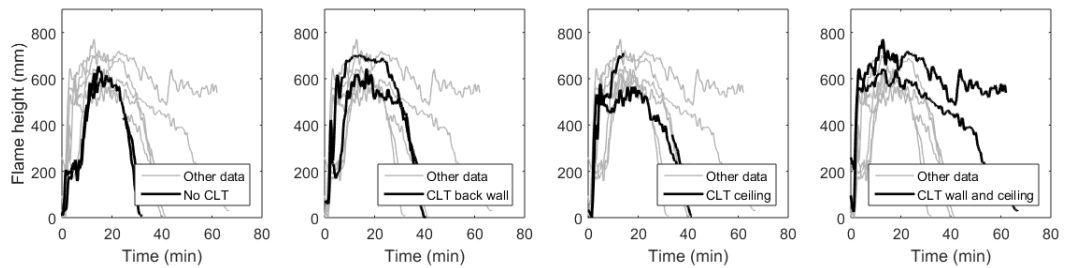 Flame height (mm)
800
600
400
200
0
Other data
No CLT
0 20 40 60 80
Time (min)
800
600
400
200
0
Other data
CLT back wall
0 20 40 60 80
Time (min)
800
600
400
200
0
Other data
CLT ceiling
0 20 40 60 80
Time (min)
800
600
400
200
0
Other data
CLT wall and ceiling
0 20 40 60 80
Time (min)